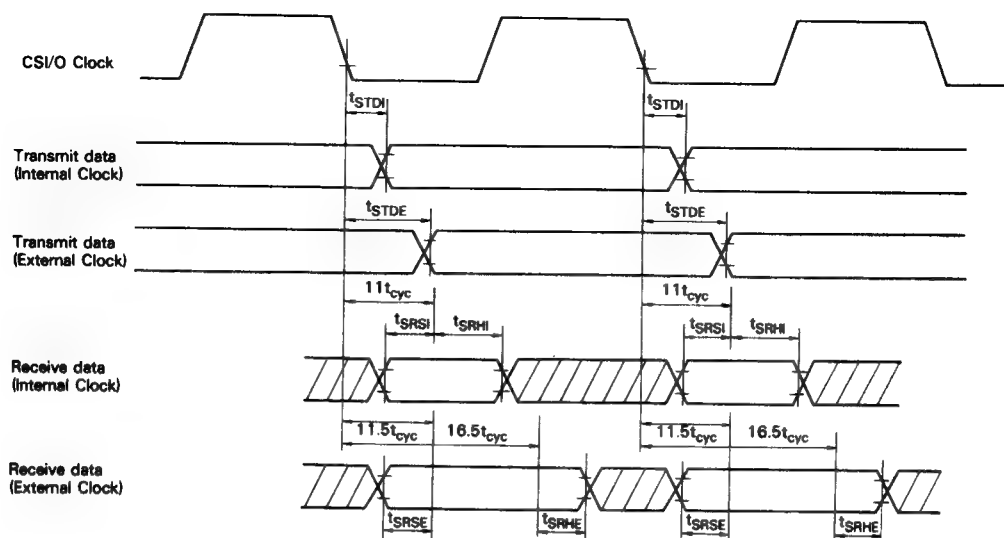 CSI/O Clock
tSTDI tSTDI
Transmit data
(Internal Clock)
tSTDE tSTDE
Transmit data
(External Clock)
11tcyc 11tcyc
tSRSI tSRHI tSRSI tSRHI
Receive data
(Internal Clock)
11.5tcyc 16.5tcyc 11.5tcyc 16.5tcyc
Receive data
(External Clock)
tSRSE tSRHE tSRSE tSRHE